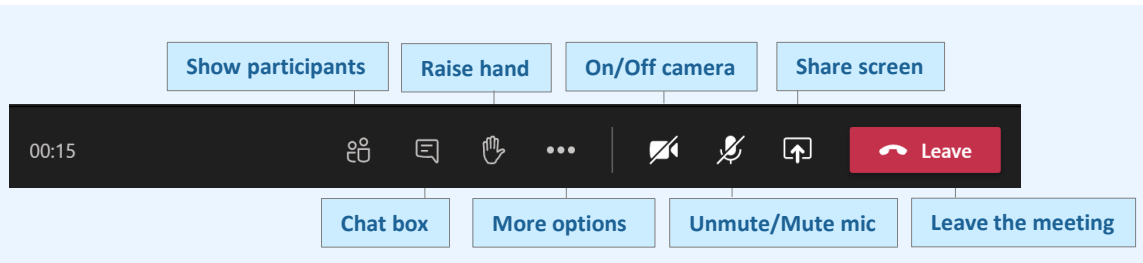 Show participants
Raise hand
On/Off camera
Share screen
00:15
Leave
Chat box
More options
Unmute/Mute mic
Leave the meeting